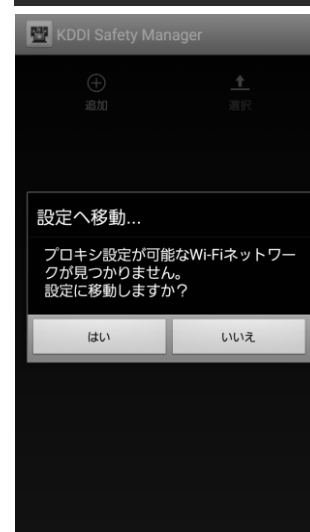 KDDI Safety Manager
追加
選択
設定へ移動...
プロキシ設定が可能なWi-Fiネットワー
クが見つかりません。
設定に移動しますか?
はい
いいえ